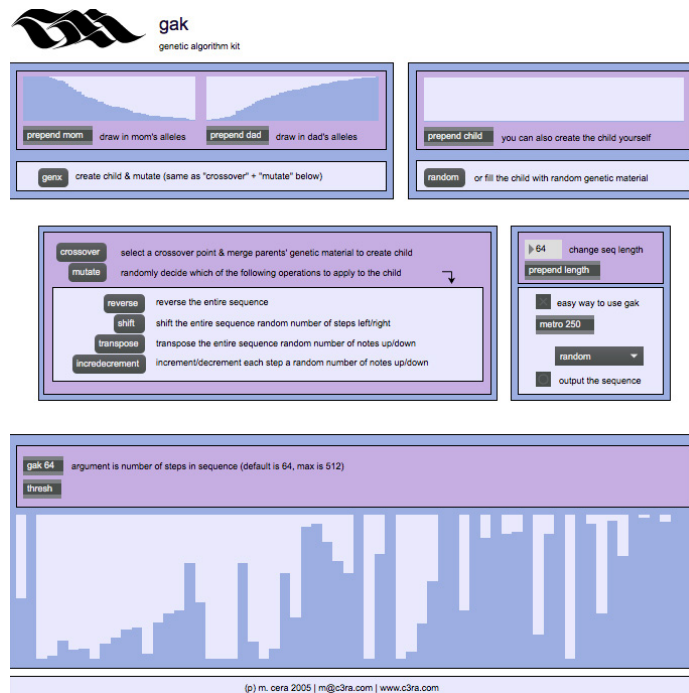 gak
genetic algorithm kit
prepend mom draw in mom's alleles
prepend dad draw in dad's alleles
genx create child & mutate (same as "crossover" + "mutate" below)
prepend child you can also create the child yourself
random or fill the child with random genetic material
crossover select a crossover point & merge parents' genetic material to create child
mutate randomly decide which of the following operations to apply to the child
reverse reverse the entire sequence
shift shift the entire sequence random number of steps left/right
transpose transpose the entire sequence random number of notes up/down
incredecrement increment/decrement each step a random number of notes up/down
64 change seq length
prepend length
easy way to use gak
metro 250
random
output the sequence
gak 64 argument is number of steps in sequence (default is 64, max is 512)
thresh
(p) m. cera 2005 | m@c3ra.com | www.c3ra.com